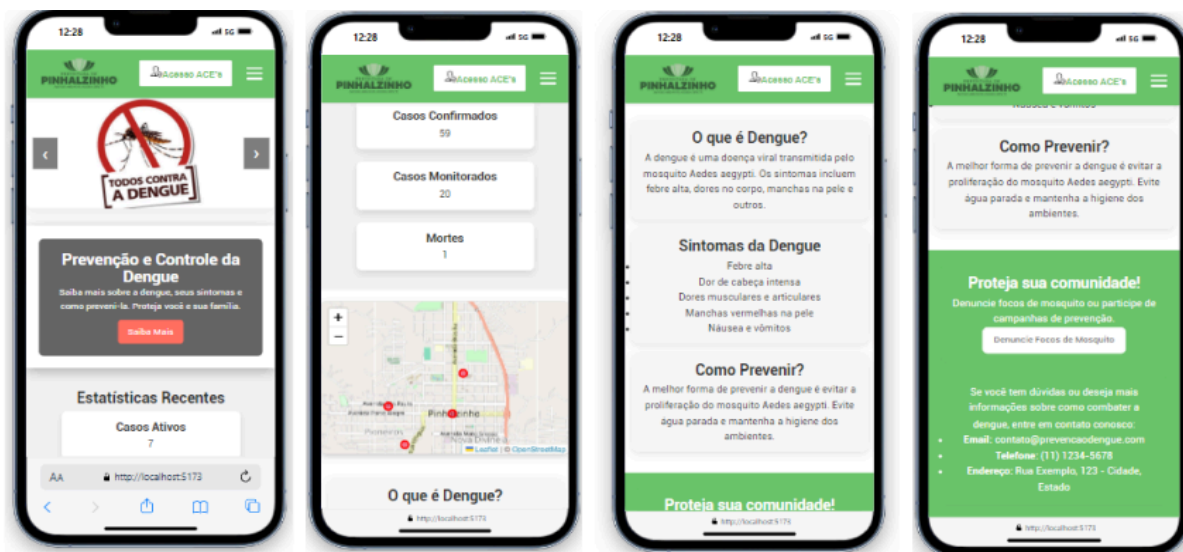 12:28
5G
PINHALZINHO
Acesso ACE's
‹
›
TODOS CONTRA
A DENGUE
Prevenção e Controle da
Dengue
Saiba mais sobre a dengue, seus sintomas e
como preveni-la. Proteja você e sua família.
Saiba Mais
Estatísticas Recentes
Casos Ativos
7
AA
http://localhost:5173
12:28
5G
PINHALZINHO
Acesso ACE's
Casos Confirmados
59
Casos Monitorados
20
Mortes
1
+
−
Pinhalzinho
Pioneiros
Nova Divinéia
Leaflet | © OpenStreetMap
O que é Dengue?
http://localhost:5173
12:28
5G
PINHALZINHO
Acesso ACE's
O que é Dengue?
A dengue é uma doença viral transmitida pelo
mosquito Aedes aegypti. Os sintomas incluem
febre alta, dores no corpo, manchas na pele e
outros.
Sintomas da Dengue
Febre alta
Dor de cabeça intensa
Dores musculares e articulares
Manchas vermelhas na pele
Náusea e vômitos
Como Prevenir?
A melhor forma de prevenir a dengue é evitar a
proliferação do mosquito Aedes aegypti. Evite
água parada e mantenha a higiene dos
ambientes.
Proteja sua comunidade!
http://localhost:5173
12:28
5G
PINHALZINHO
Acesso ACE's
Náusea e vômitos
Como Prevenir?
A melhor forma de prevenir a dengue é evitar a
proliferação do mosquito Aedes aegypti. Evite
água parada e mantenha a higiene dos
ambientes.
Proteja sua comunidade!
Denuncie focos de mosquito ou participe de
campanhas de prevenção.
Denuncie Focos de Mosquito
Se você tem dúvidas ou deseja mais
informações sobre como combater a
dengue, entre em contato conosco:
Email: contato@prevencaodengue.com
Telefone: (11) 1234-5678
Endereço: Rua Exemplo, 123 - Cidade,
Estado
http://localhost:5173